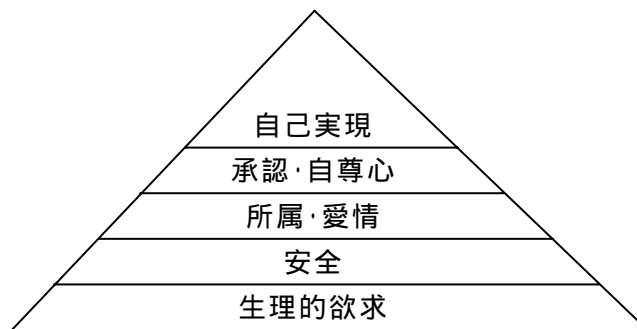 自己実現
承認·自尊心
所属·愛情
安全
生理的欲求